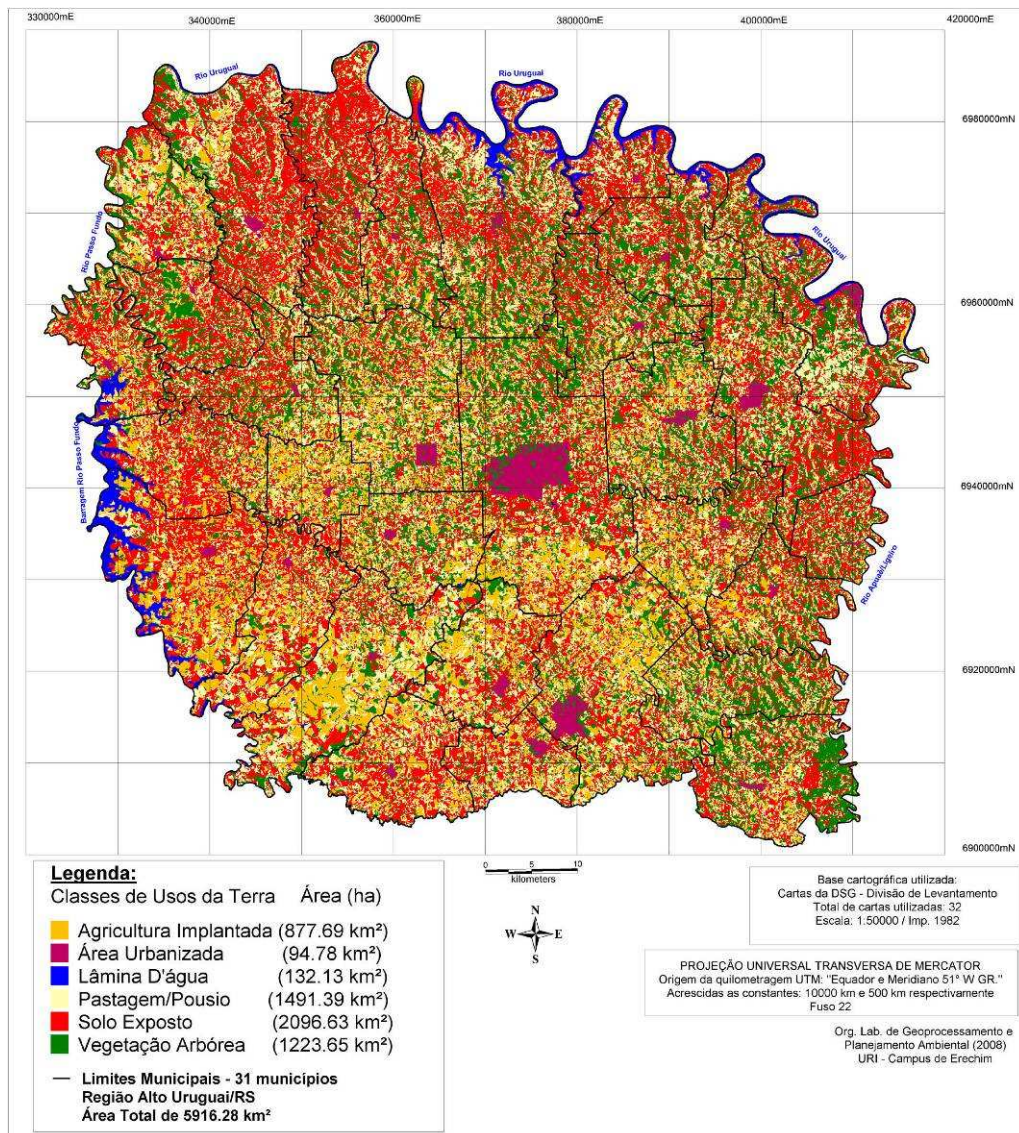 330000mE 340000mE 360000mE 380000mE 400000mE 420000mE
Rio Uruguai
Rio Uruguai
6980000mN
Rio Passo Fundo
Rio Uruguai
6960000mN
Barragem Rio Passo Fundo
6940000mN
Rio Apuaê/Ligeiro
6920000mN
6900000mN
Legenda:
Classes de Usos da Terra Área (ha)
Agricultura Implantada (877.69 km²)
Área Urbanizada (94.78 km²)
Lâmina D'água (132.13 km²)
Pastagem/Pousio (1491.39 km²)
Solo Exposto (2096.63 km²)
Vegetação Arbórea (1223.65 km²)
Limites Municipais - 31 municípios
Região Alto Uruguai/RS
Área Total de 5916.28 km²
0 5 10
kilometers
N
W E
S
Base cartográfica utilizada:
Cartas da DSG - Divisão de Levantamento
Total de cartas utilizadas: 32
Escala: 1:50000 / Imp. 1982
PROJEÇÃO UNIVERSAL TRANSVERSA DE MERCATOR
Origem da quilometragem UTM: "Equador e Meridiano 51° W GR."
Acrescidas as constantes: 10000 km e 500 km respectivamente
Fuso 22
Org. Lab. de Geoprocessamento e
Planejamento Ambiental (2008)
URI - Campus de Erechim